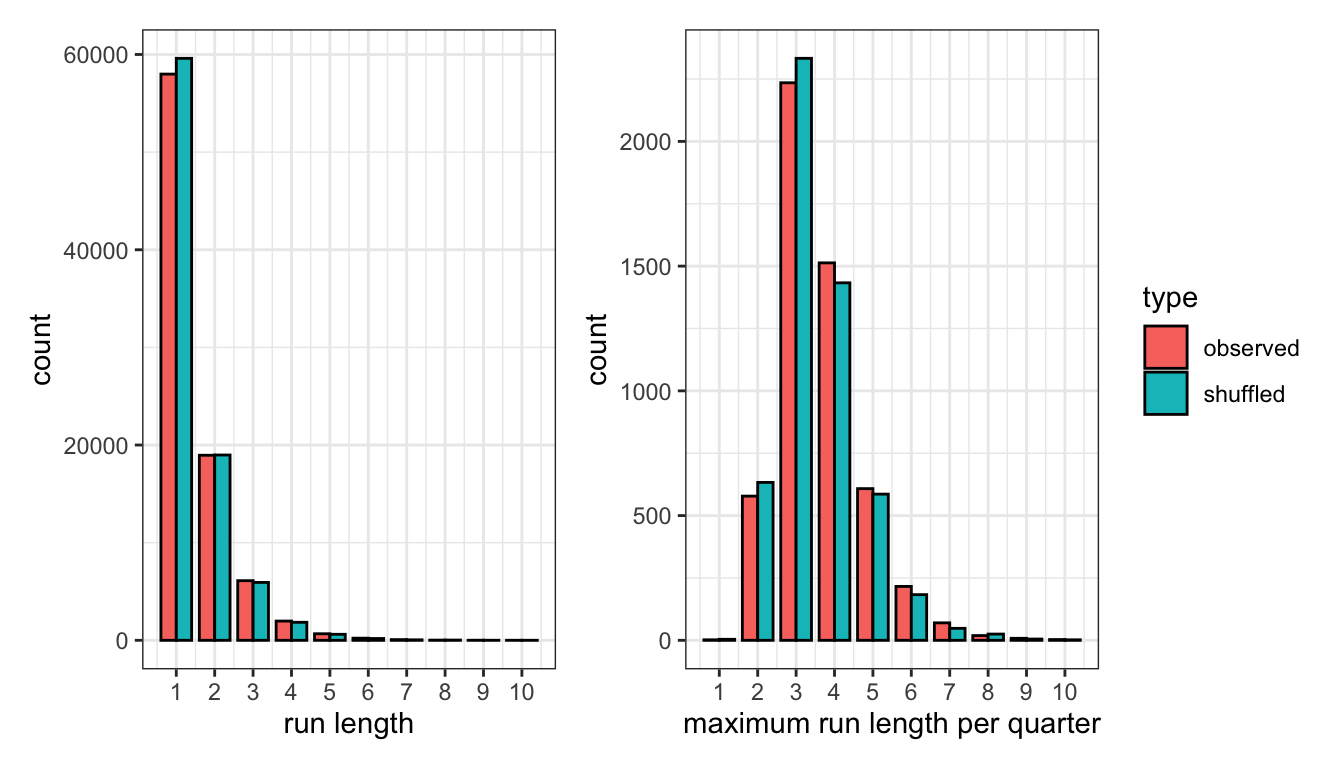 60000
40000
20000
0
count
1 2 3 4 5 6 7 8 9 10
run length
2000
1500
1000
500
0
count
1 2 3 4 5 6 7 8 9 10
maximum run length per quarter
type
observed
shuffled